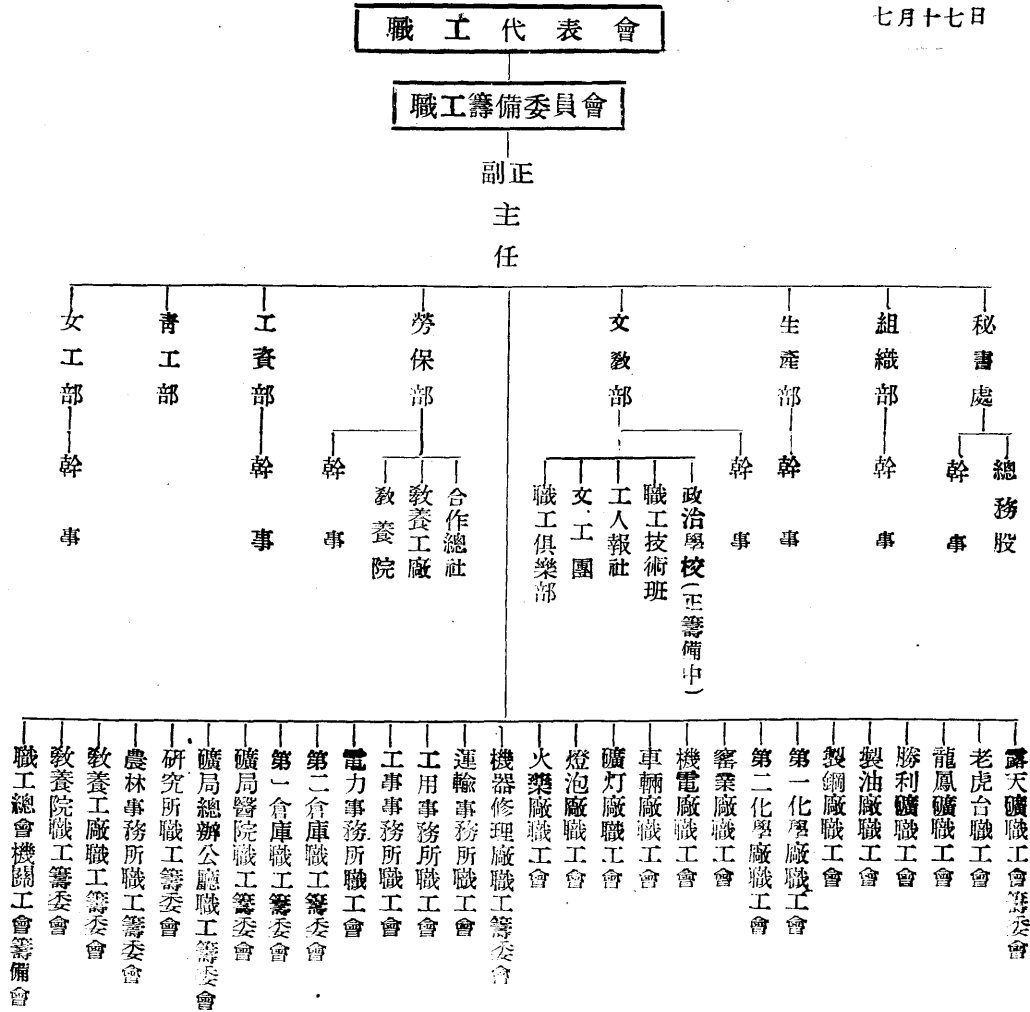 七月十七日
職工代表會
職工籌備委員會
正副
主
任
秘書處
總務股
幹事
組織部
幹事
生產部
幹事
文教部
幹事
政治學校(正籌備中)
職工技術班
工人報社
文工團
職工俱樂部
勞保部
合作總社
教養工廠
教養院
幹事
工資部
幹事
青工部
女工部
幹事
露天礦職工會籌委會
老虎台職工會
龍鳳礦職工會
勝利礦職工會
製油廠職工會
製鋼廠職工會
第一化學廠職工會
第二化學廠職工會
窰業廠職工會
機電廠職工會
車輛廠職工會
礦灯廠職工會
燈泡廠職工會
火藥廠職工會
機器修理廠職工籌委會
運輸事務所職工會
工用事務所職工會
工事事務所職工會
電力事務所職工會
第二倉庫職工籌委會
第一倉庫職工籌委會
礦局醫院職工籌委會
礦局總辦公廳職工籌委會
研究所職工籌委會
農林事務所職工籌委會
教養工廠職工籌委會
教養院職工籌委會
職工總會機關工會籌備會